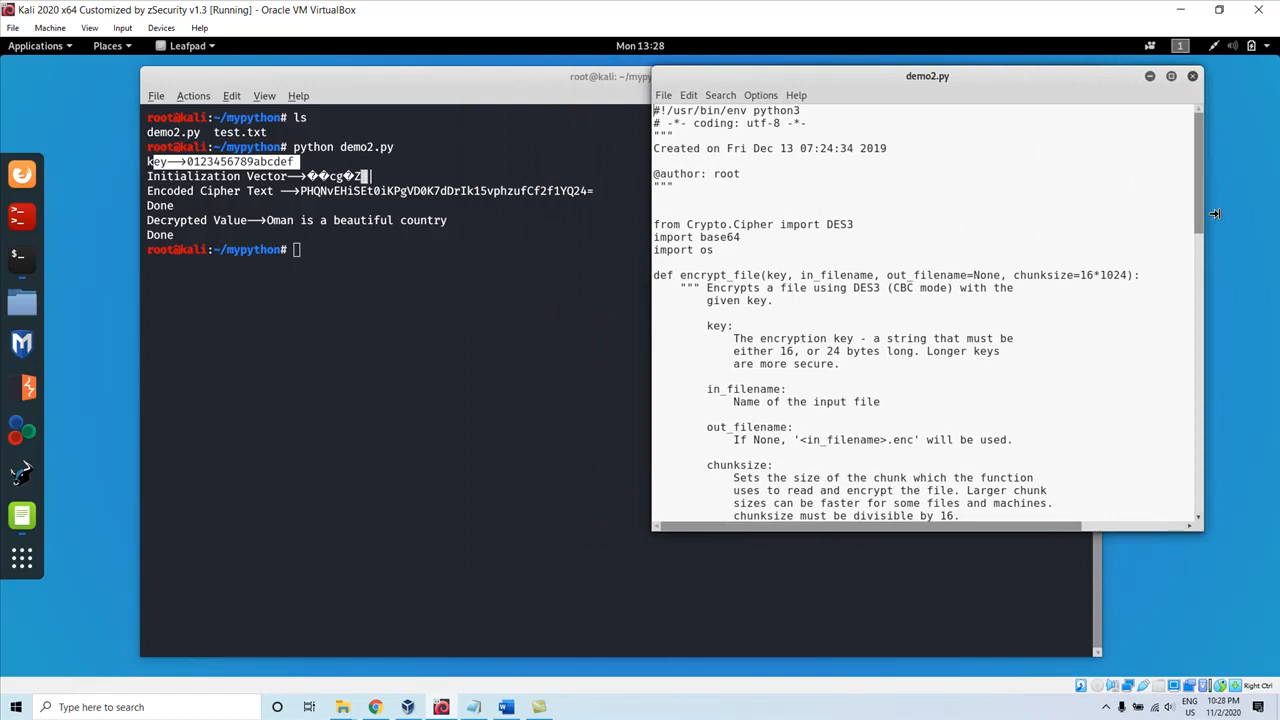 Kali 2020 x64 Customized by zSecurity v1.3 [Running] - Oracle VM VirtualBox
File Machine View Input Devices Help
Applications Places Leafpad Mon 13:28 1
root@kali: ~/mypy
File Actions Edit View Help
root@kali:~/mypython# ls
demo2.py test.txt
root@kali:~/mypython# python demo2.py
key-->0123456789abcdef
Initialization Vector-->��cg�Z
Encoded Cipher Text -->PHQNvEHiSEt0iKPgVD0K7dDrIk15vphzufCf2f1YQ24=
Done
Decrypted Value-->Oman is a beautiful country
Done
root@kali:~/mypython#
demo2.py
File Edit Search Options Help
#!/usr/bin/env python3
# -*- coding: utf-8 -*-
"""
Created on Fri Dec 13 07:24:34 2019
@author: root
"""
from Crypto.Cipher import DES3
import base64
import os
def encrypt_file(key, in_filename, out_filename=None, chunksize=16*1024):
""" Encrypts a file using DES3 (CBC mode) with the
given key.
key:
The encryption key - a string that must be
either 16, or 24 bytes long. Longer keys
are more secure.
in_filename:
Name of the input file
out_filename:
If None, '<in_filename>.enc' will be used.
chunksize:
Sets the size of the chunk which the function
uses to read and encrypt the file. Larger chunk
sizes can be faster for some files and machines.
chunksize must be divisible by 16.
Right Ctrl
Type here to search
ENG
US
10:28 PM
11/2/2020